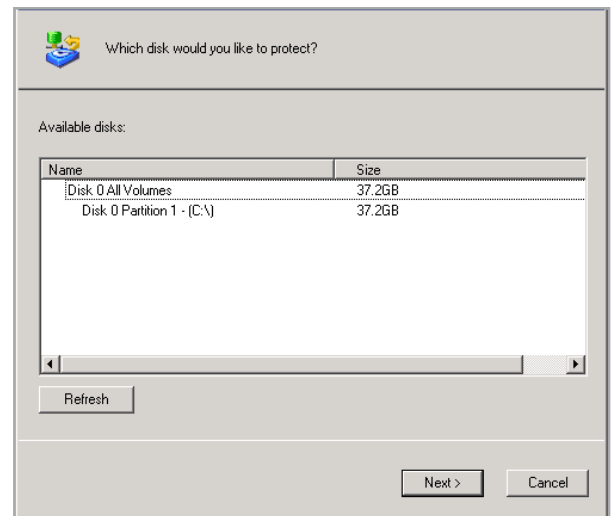 Which disk would you like to protect?
Available disks:
Name Size
Disk 0 All Volumes 37.2GB
Disk 0 Partition 1 - (C:\) 37.2GB
Refresh
Next > Cancel